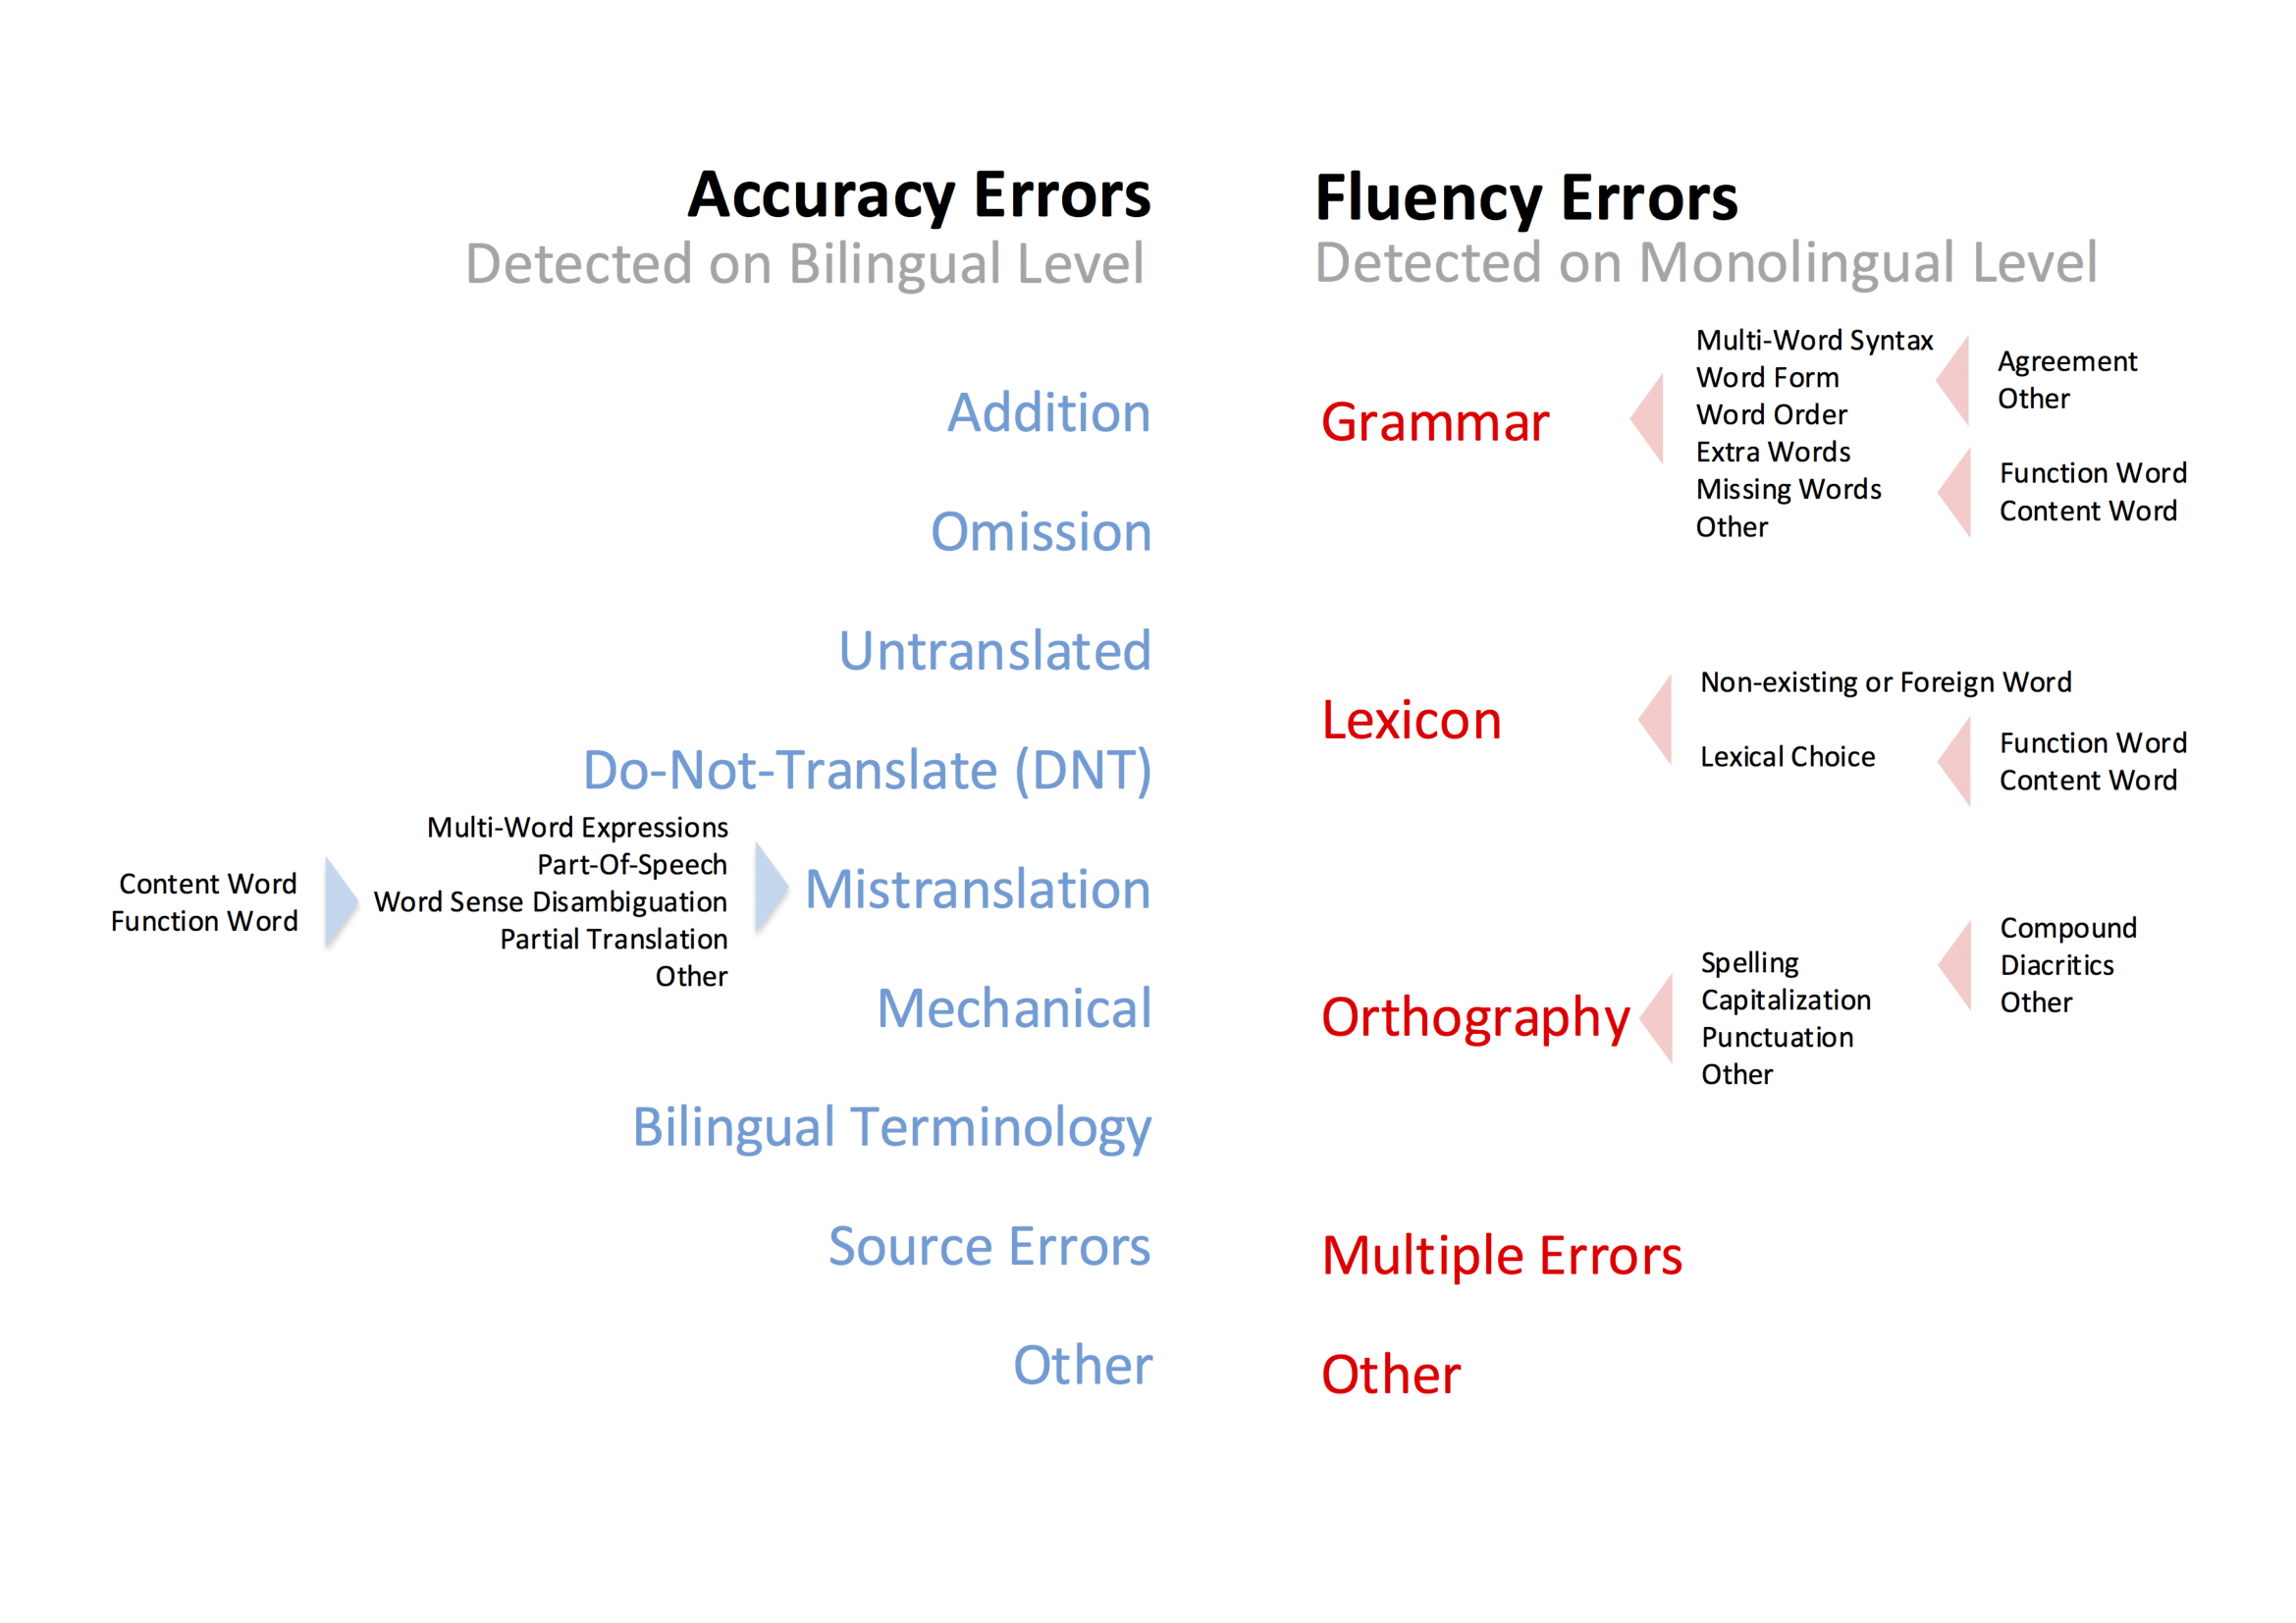 Accuracy Errors
Detected on Bilingual Level
Addition
Omission
Untranslated
Do-Not-Translate (DNT)
Mistranslation
Multi-Word Expressions
Part-Of-Speech
Word Sense Disambiguation
Partial Translation
Other
Content Word
Function Word
Mechanical
Bilingual Terminology
Source Errors
Other
Fluency Errors
Detected on Monolingual Level
Grammar
Multi-Word Syntax
Word Form
Word Order
Extra Words
Missing Words
Other
Agreement
Other
Function Word
Content Word
Lexicon
Non-existing or Foreign Word
Lexical Choice
Function Word
Content Word
Orthography
Spelling
Capitalization
Punctuation
Other
Compound
Diacritics
Other
Multiple Errors
Other